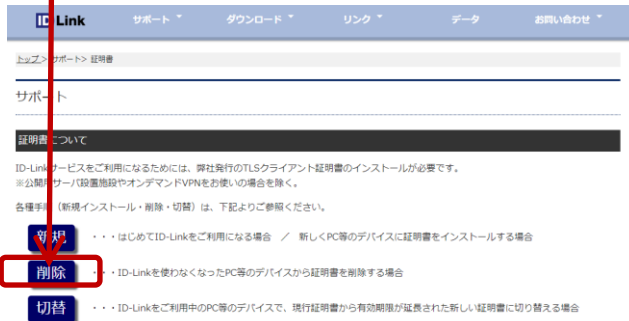 ID-Link サポート ダウンロード リンク データ お問い合わせ
トップ > サポート> 証明書
サポート
証明書について
ID-Linkサービスをご利用になるためには、弊社発行のTLSクライアント証明書のインストールが必要です。
※公開用サーバ設置施設やオンデマンドVPNをお使いの場合を除く。
各種手順（新規インストール・削除・切替）は、下記よりご参照ください。
新規 ・・・はじめてID-Linkをご利用になる場合 ／ 新しくPC等のデバイスに証明書をインストールする場合
削除 ・・・ID-Linkを使わなくなったPC等のデバイスから証明書を削除する場合
切替 ・・・ID-Linkをご利用中のPC等のデバイスで、現行証明書から有効期限が延長された新しい証明書に切り替える場合